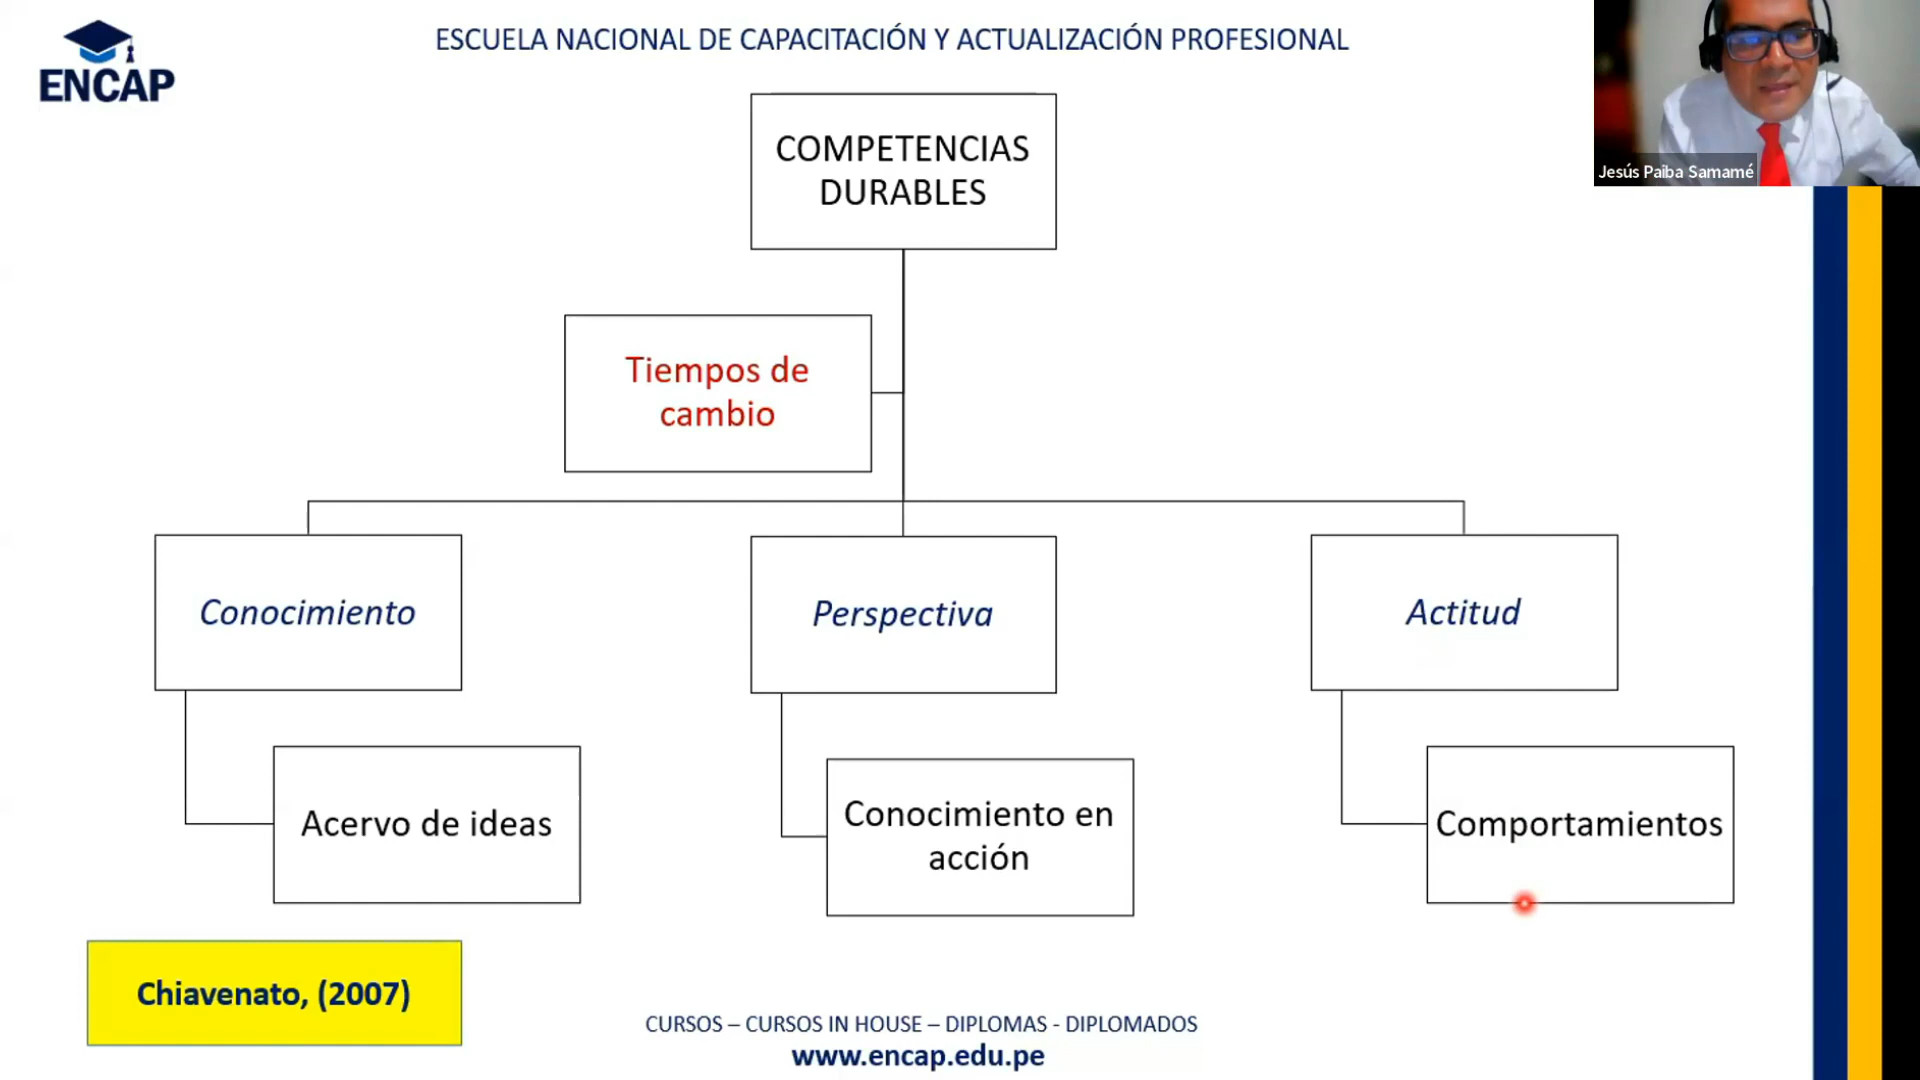 ESCUELA NACIONAL DE CAPACITACIÓN Y ACTUALIZACIÓN PROFESIONAL
ENCAP
Jesús Paiba Samamé
COMPETENCIAS
DURABLES
Tiempos de
cambio
Conocimiento
Perspectiva
Actitud
Acervo de ideas
Conocimiento en
acción
Comportamientos
Chiavenato, (2007)
CURSOS – CURSOS IN HOUSE – DIPLOMAS - DIPLOMADOS
www.encap.edu.pe